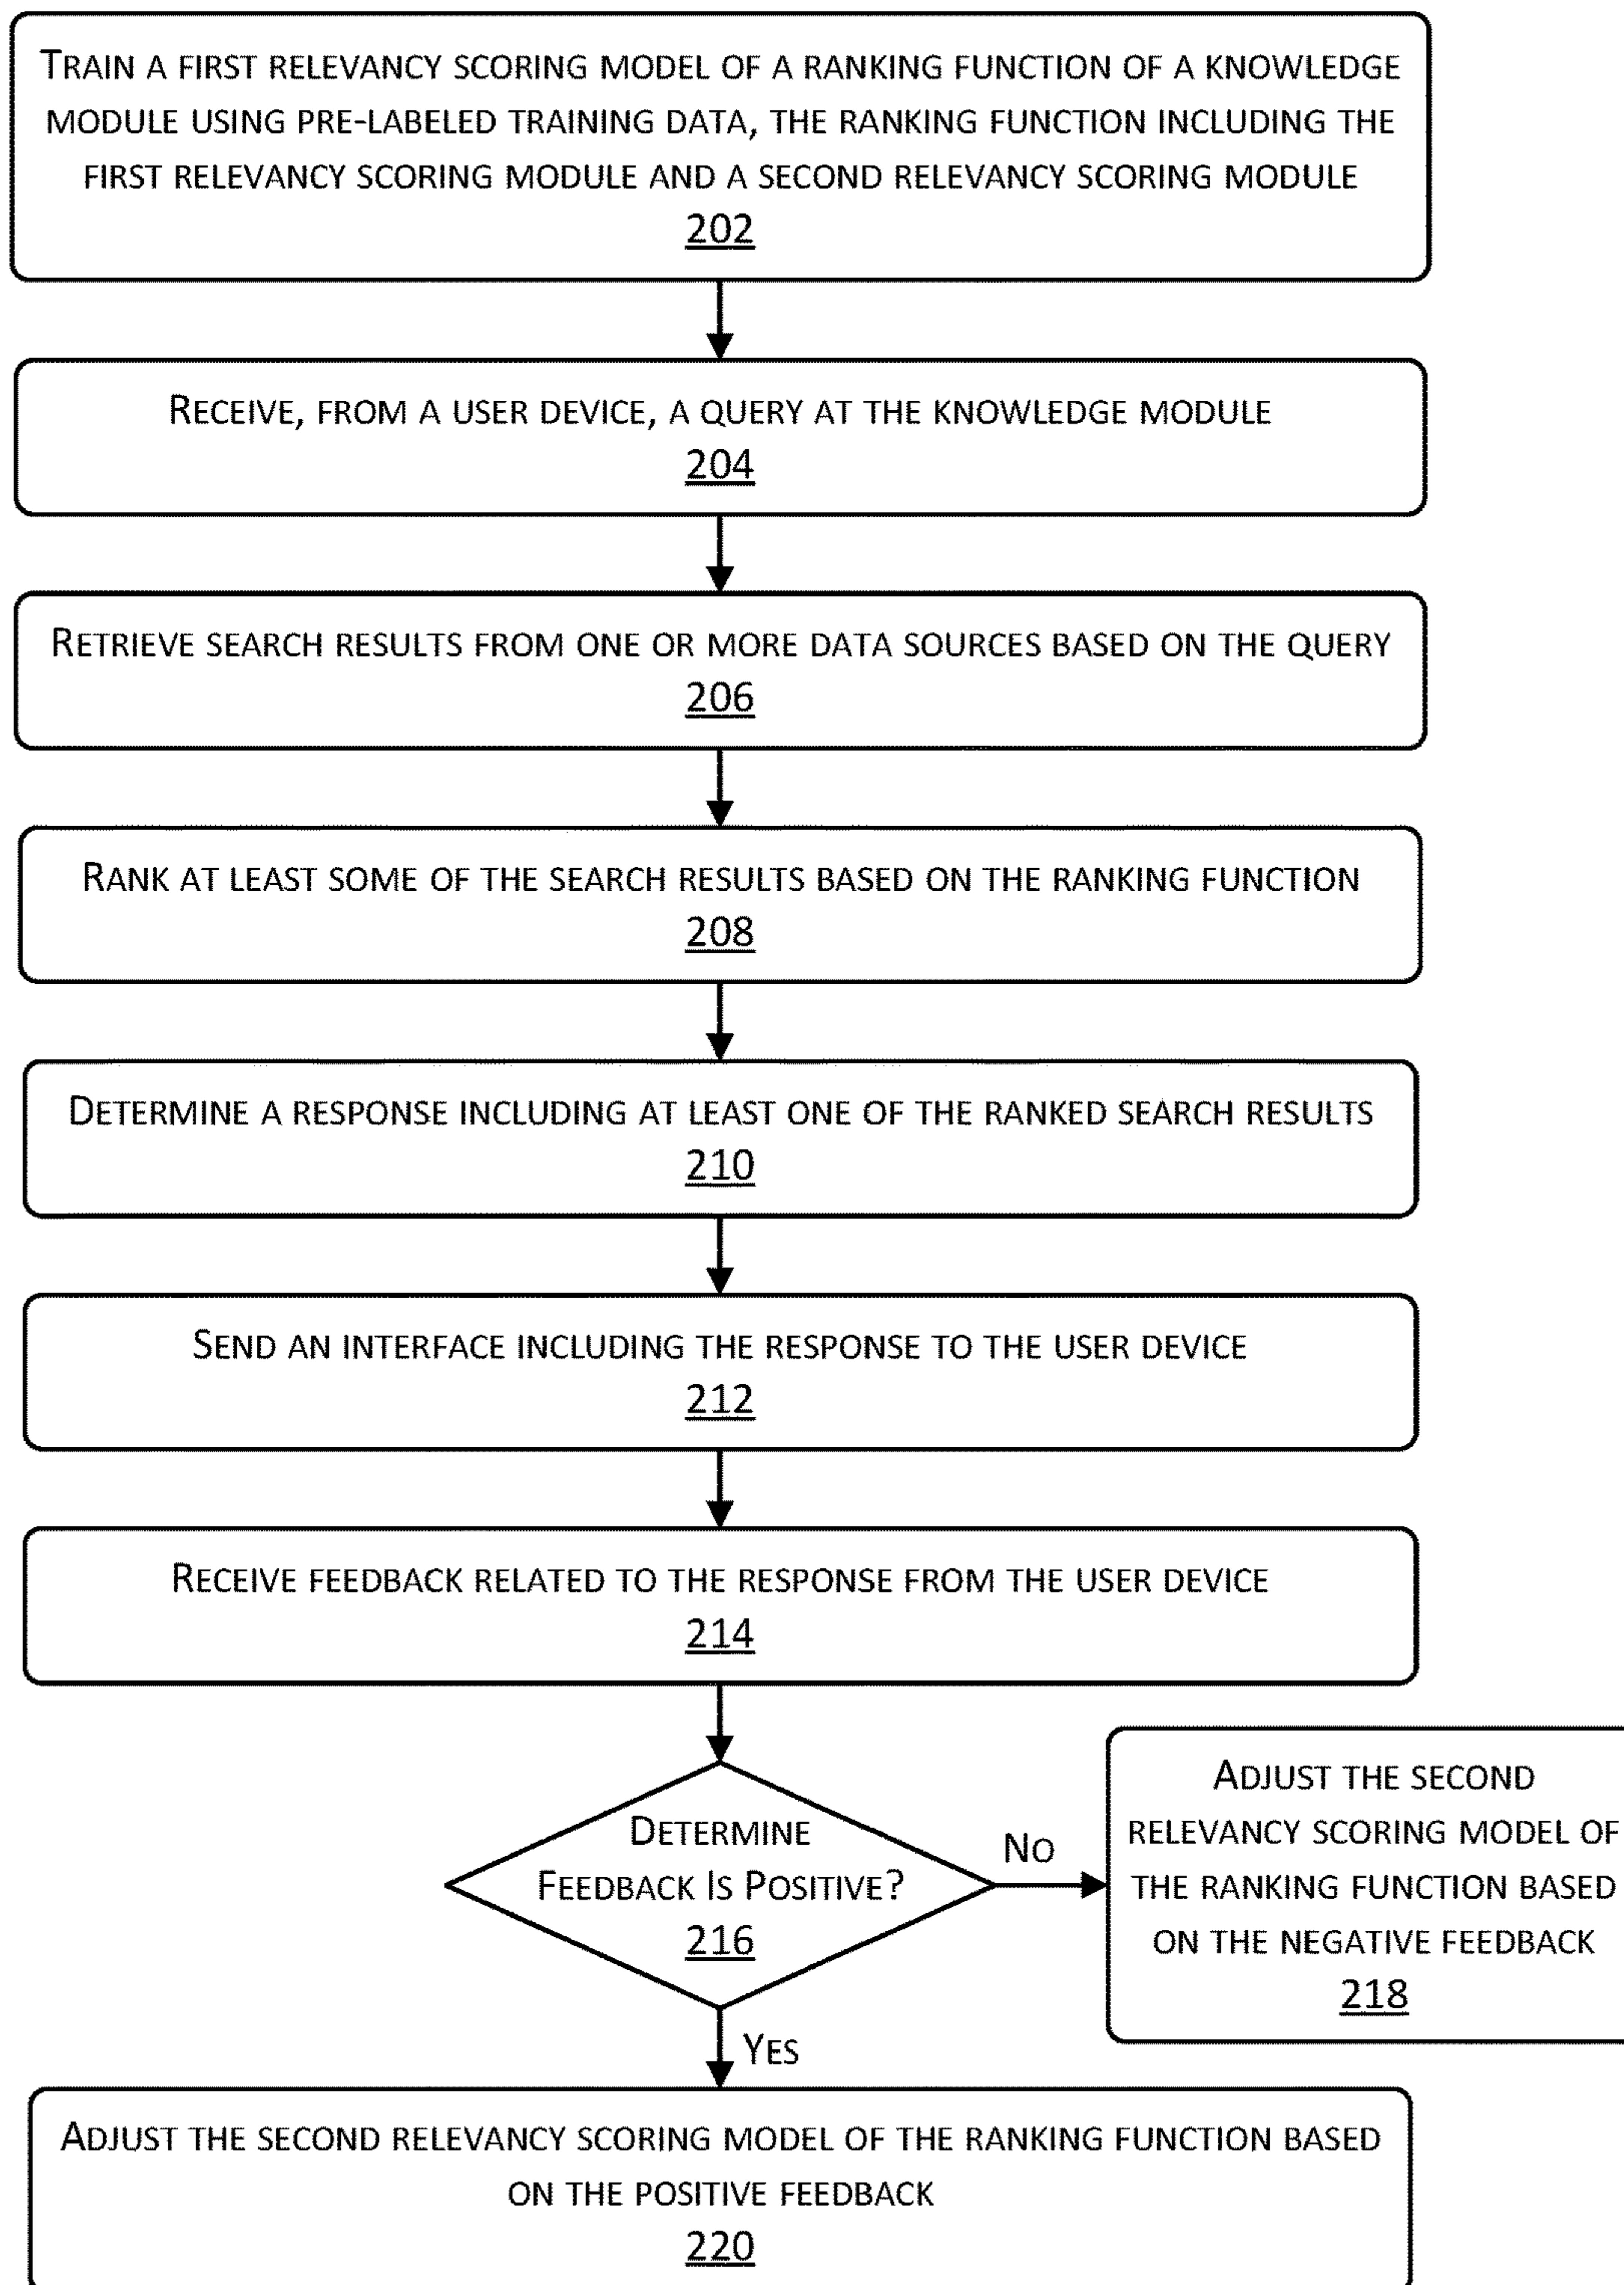 TRAIN A FIRST RELEVANCY SCORING MODEL OF A RANKING FUNCTION OF A KNOWLEDGE
MODULE USING PRE-LABELED TRAINING DATA, THE RANKING FUNCTION INCLUDING THE
FIRST RELEVANCY SCORING MODULE AND A SECOND RELEVANCY SCORING MODULE
202
RECEIVE, FROM A USER DEVICE, A QUERY AT THE KNOWLEDGE MODULE
204
RETRIEVE SEARCH RESULTS FROM ONE OR MORE DATA SOURCES BASED ON THE QUERY
206
RANK AT LEAST SOME OF THE SEARCH RESULTS BASED ON THE RANKING FUNCTION
208
DETERMINE A RESPONSE INCLUDING AT LEAST ONE OF THE RANKED SEARCH RESULTS
210
SEND AN INTERFACE INCLUDING THE RESPONSE TO THE USER DEVICE
212
RECEIVE FEEDBACK RELATED TO THE RESPONSE FROM THE USER DEVICE
214
DETERMINE
FEEDBACK IS POSITIVE?
216
NO
ADJUST THE SECOND
RELEVANCY SCORING MODEL OF
THE RANKING FUNCTION BASED
ON THE NEGATIVE FEEDBACK
218
YES
ADJUST THE SECOND RELEVANCY SCORING MODEL OF THE RANKING FUNCTION BASED
ON THE POSITIVE FEEDBACK
220